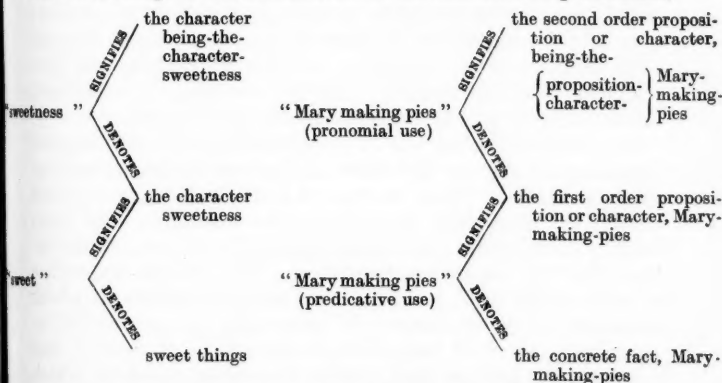 the character
being-the-
character-
sweetness
SIGNIFIES
"sweetness "
DENOTES
the character
sweetness
SIGNIFIES
"sweet"
DENOTES
sweet things
the second order proposi-
tion or character,
being-the-
{ proposition- } Mary-
{ character- } making-
pies
SIGNIFIES
"Mary making pies"
(pronomial use)
DENOTES
the first order proposi-
tion or character, Mary-
making-pies
SIGNIFIES
"Mary making pies"
(predicative use)
DENOTES
the concrete fact, Mary-
making-pies